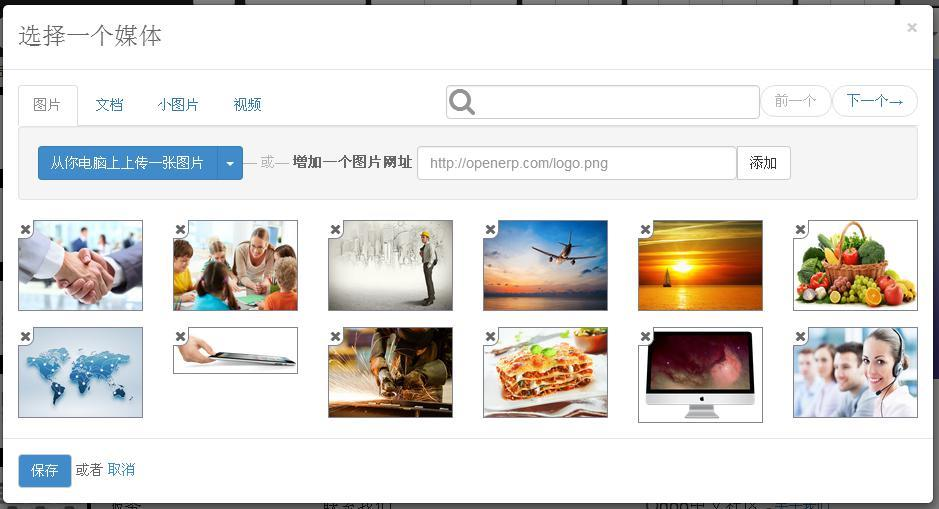 选择一个媒体 ×
图片 文档 小图片 视频 前一个 下一个→
从你电脑上上传一张图片 — 或— 增加一个图片网址 http://openerp.com/logo.png 添加
保存 或者 取消